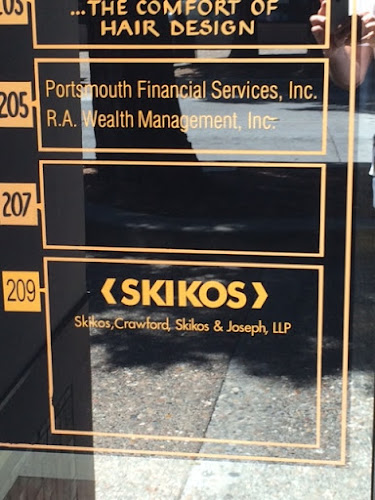 203
...THE COMFORT OF
HAIR DESIGN
205
Portsmouth Financial Services, Inc.
R.A. Wealth Management, Inc.
207
209
‹SKIKOS›
Skikos,Crawford, Skikos & Joseph, LLP